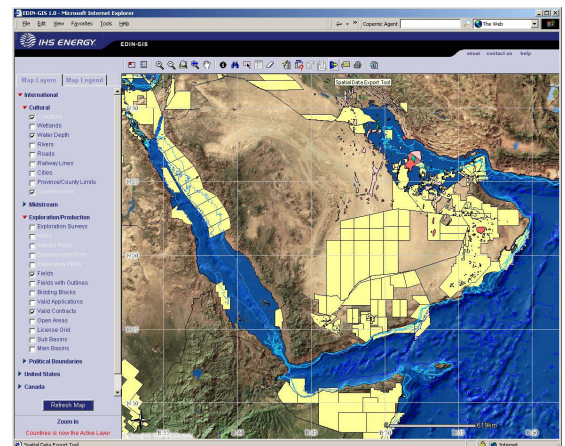 EDIN-GIS 1.0 - Microsoft Internet Explorer
File Edit View Favorites Tools Help
Copernic Agent
The Web
IHS ENERGY
EDIN-GIS
about contact us help
Map Layers Map Legend
Spatial Data Export Tool
International
Cultural
Wetlands
Water Depth
Rivers
Roads
Railway Lines
Cities
Province/County Limits
Midstream
Exploration/Production
Exploration Surveys
Fields
Fields with Outlines
Bidding Blocks
Valid Applications
Valid Contracts
Open Areas
License Grid
Sub Basins
Main Basins
Political Boundaries
United States
Canada
Refresh Map
Zoom In
Countries is now the Active Layer
0 619km
Spatial Data Export Tool
Internet